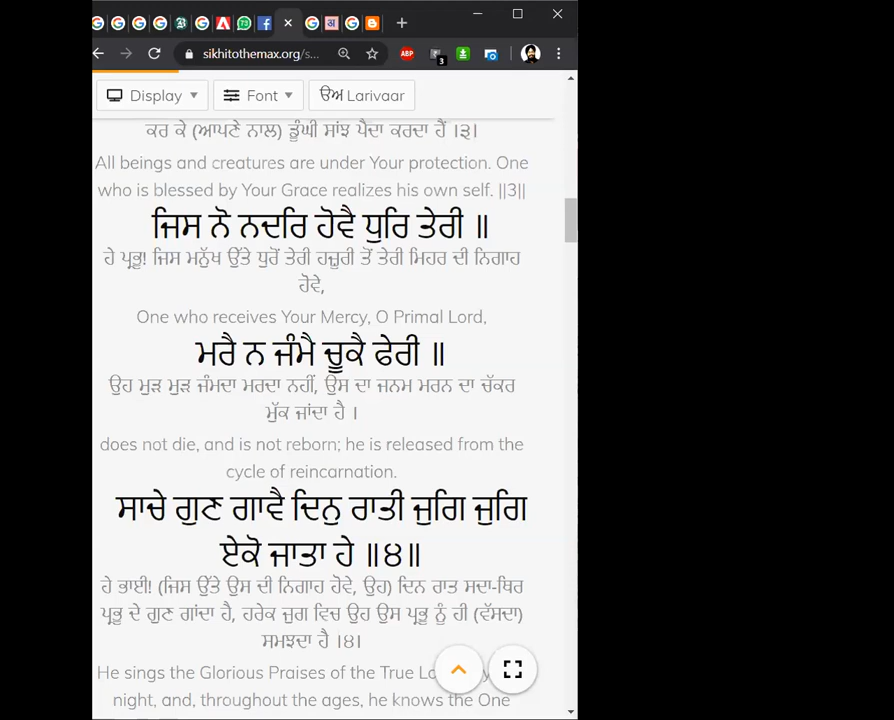 sikhitothemax.org/s...
ABP
3
Display
Font
ੳਅ Larivaar
ਕਰ ਕੇ (ਆਪਣੇ ਨਾਲ) ਡੂੰਘੀ ਸਾਂਝ ਪੈਦਾ ਕਰਦਾ ਹੈਂ ।੩।
All beings and creatures are under Your protection. One
who is blessed by Your Grace realizes his own self. ||3||
ਜਿਸ ਨੋ ਨਦਰਿ ਹੋਵੈ ਧੁਰਿ ਤੇਰੀ ॥
ਹੇ ਪ੍ਰਭੂ! ਜਿਸ ਮਨੁੱਖ ਉੱਤੇ ਧੁਰੋਂ ਤੇਰੀ ਹਜ਼ੂਰੀ ਤੋਂ ਤੇਰੀ ਮਿਹਰ ਦੀ ਨਿਗਾਹ
ਹੋਵੇ,
One who receives Your Mercy, O Primal Lord,
ਮਰੈ ਨ ਜੰਮੈ ਚੂਕੈ ਫੇਰੀ ॥
ਉਹ ਮੁੜ ਮੁੜ ਜੰਮਦਾ ਮਰਦਾ ਨਹੀਂ, ਉਸ ਦਾ ਜਨਮ ਮਰਨ ਦਾ ਚੱਕਰ
ਮੁੱਕ ਜਾਂਦਾ ਹੈ ।
does not die, and is not reborn; he is released from the
cycle of reincarnation.
ਸਾਚੇ ਗੁਣ ਗਾਵੈ ਦਿਨੁ ਰਾਤੀ ਜੁਗਿ ਜੁਗਿ
ਏਕੋ ਜਾਤਾ ਹੇ ॥੪॥
ਹੇ ਭਾਈ! (ਜਿਸ ਉੱਤੇ ਉਸ ਦੀ ਨਿਗਾਹ ਹੋਵੇ, ਉਹ) ਦਿਨ ਰਾਤ ਸਦਾ-ਥਿਰ
ਪ੍ਰਭੂ ਦੇ ਗੁਣ ਗਾਂਦਾ ਹੈ, ਹਰੇਕ ਜੁਗ ਵਿਚ ਉਹ ਉਸ ਪ੍ਰਭੂ ਨੂੰ ਹੀ (ਵੱਸਦਾ)
ਸਮਝਦਾ ਹੈ ।੪।
He sings the Glorious Praises of the True Lo
night, and, throughout the ages, he knows the One